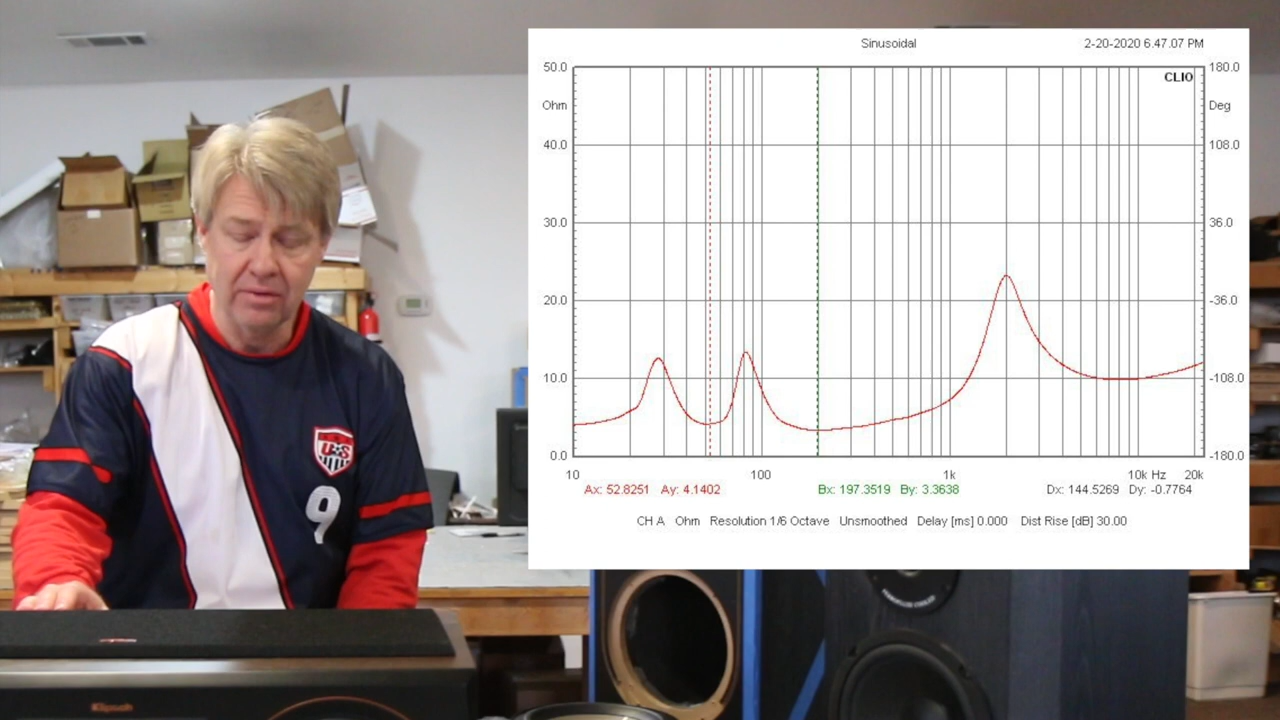 Sinusoidal 2-20-2020 6.47.07 PM
50.0 180.0
CLIO
Ohm Deg
40.0 108.0
30.0 36.0
20.0 -36.0
10.0 -108.0
0.0 -180.0
10 100 1k 10k Hz 20k
Ax: 52.8251 Ay: 4.1402 Bx: 197.3519 By: 3.3638 Dx: 144.5269 Dy: -0.7764
CH A Ohm Resolution 1/6 Octave Unsmoothed Delay [ms] 0.000 Dist Rise [dB] 30.00
US
9
Klipsch